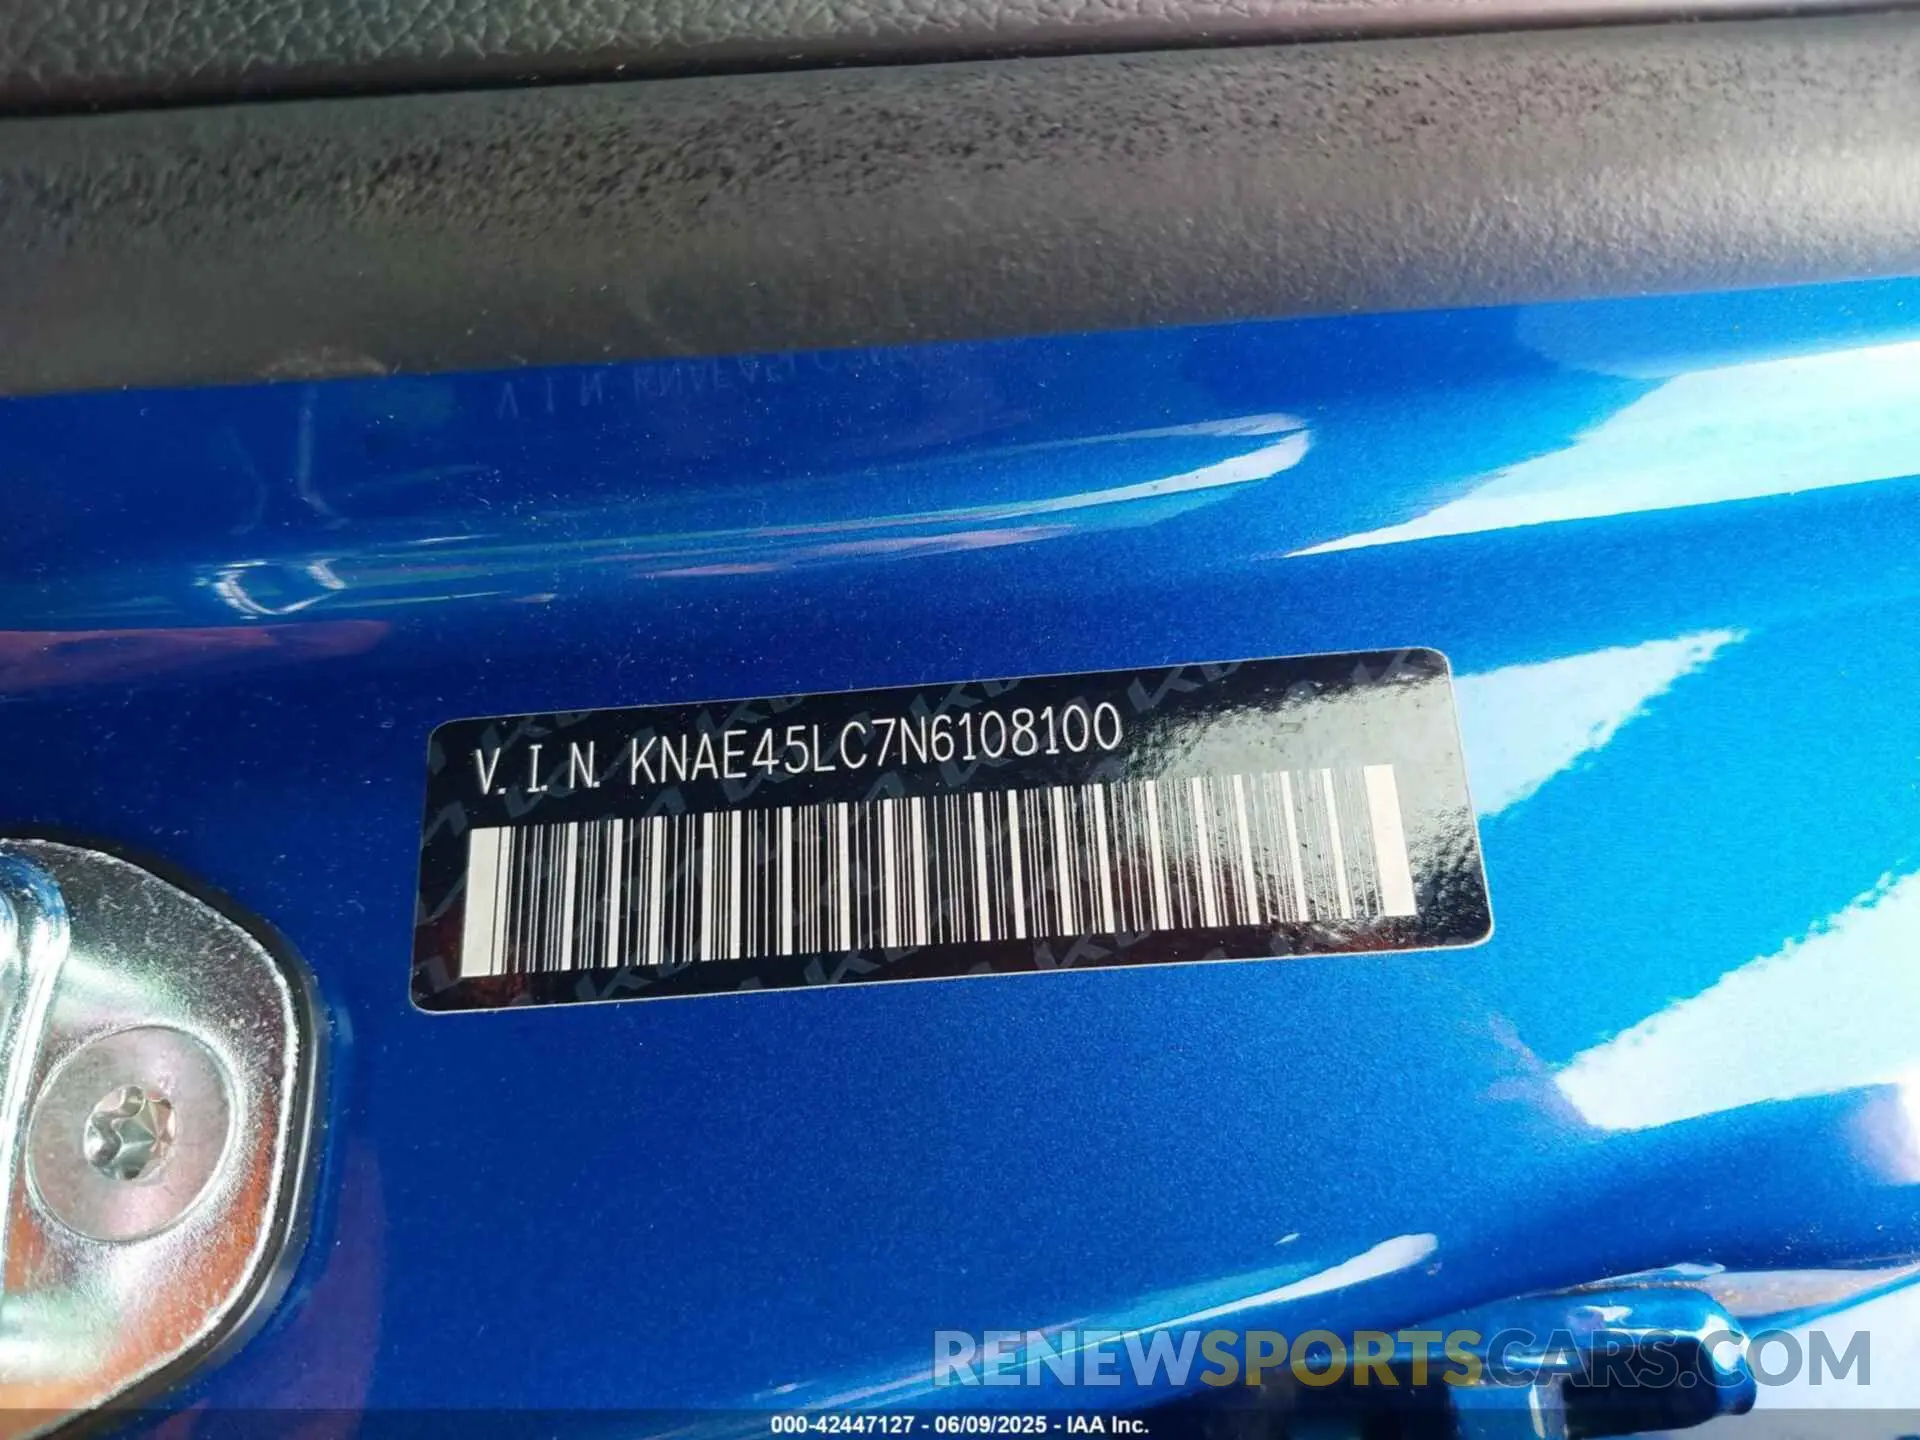 V.I.N. KNAE45LC7N6108100
RENEWSPORTSCARS.COM
000-42447127 - 06/09/2025 - IAA Inc.